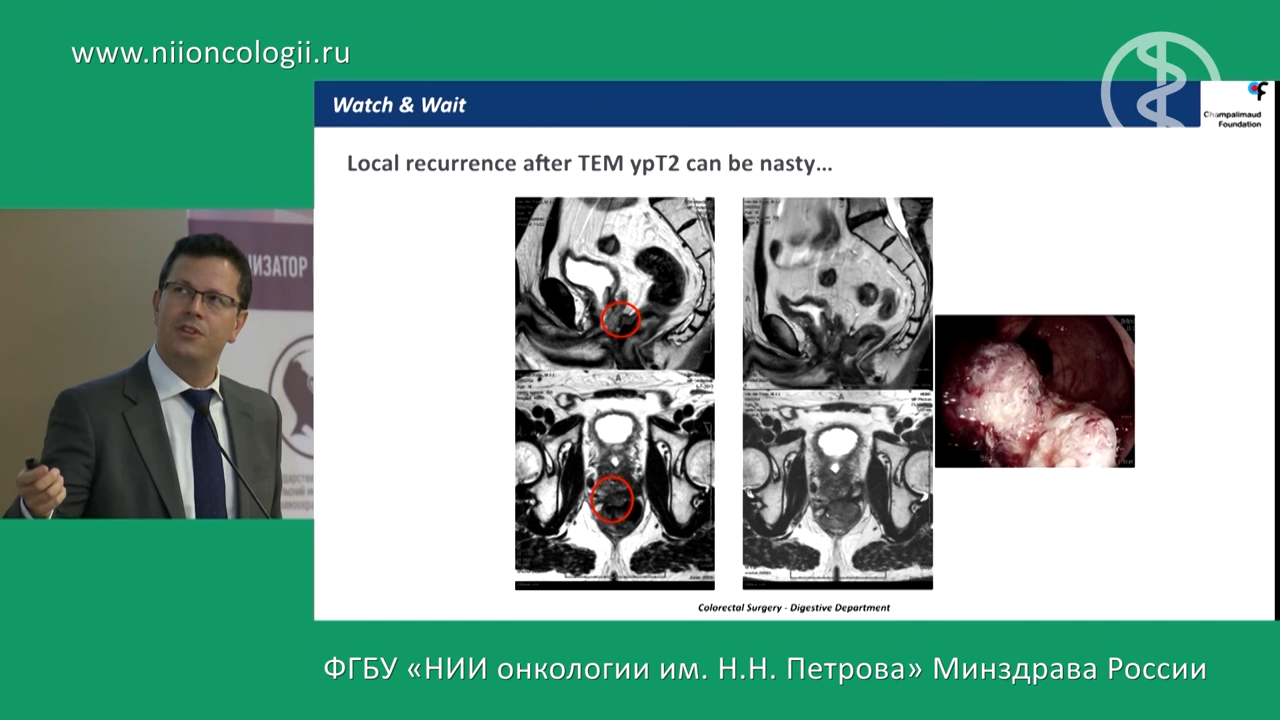 www.niioncologii.ru
Watch & Wait
Champalimaud
Foundation
Local recurrence after TEM ypT2 can be nasty...
ИЗАТОР
A
A
A
Colorectal Surgery - Digestive Department
ФГБУ «НИИ онкологии им. Н.Н. Петрова» Минздрава России